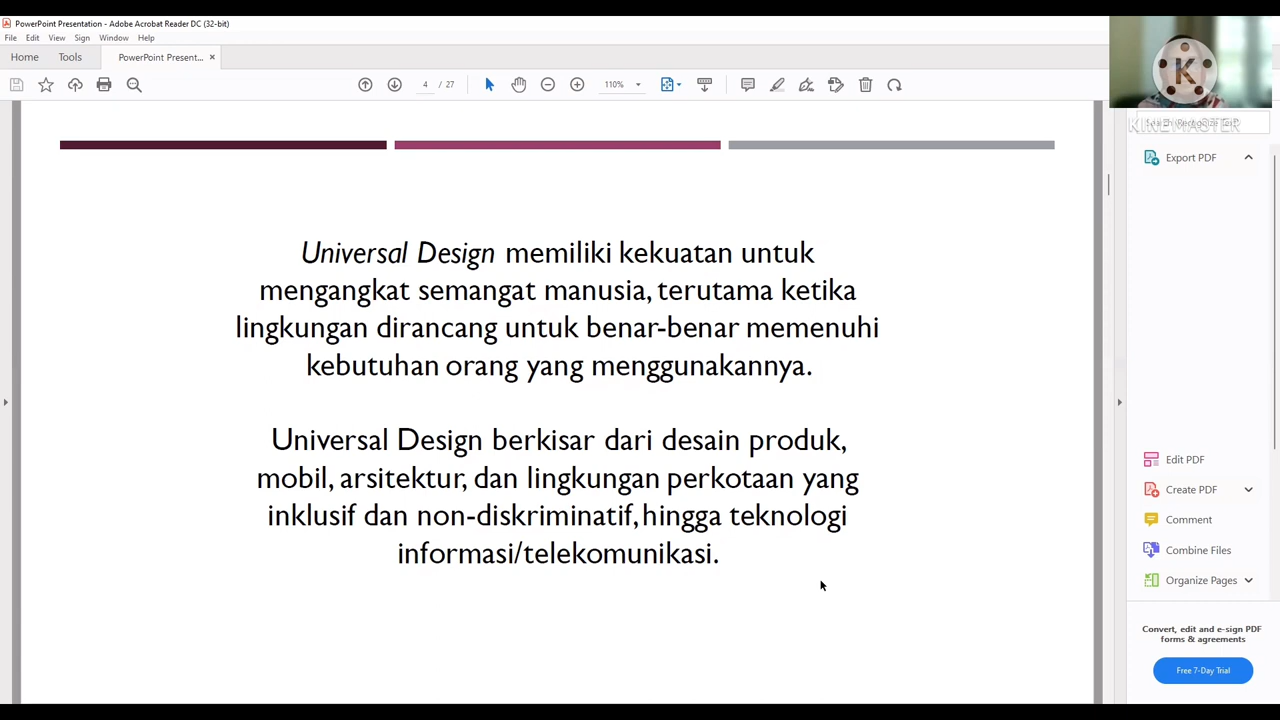 PowerPoint Presentation - Adobe Acrobat Reader DC (32-bit)
File Edit View Sign Window Help
Home Tools PowerPoint Present... ×
4 / 27 110%
K
KINEMASTER
Export PDF
Universal Design memiliki kekuatan untuk
mengangkat semangat manusia, terutama ketika
lingkungan dirancang untuk benar-benar memenuhi
kebutuhan orang yang menggunakannya.
Universal Design berkisar dari desain produk,
mobil, arsitektur, dan lingkungan perkotaan yang
inklusif dan non-diskriminatif, hingga teknologi
informasi/telekomunikasi.
Edit PDF
Create PDF
Comment
Combine Files
Organize Pages
Convert, edit and e-sign PDF
forms & agreements
Free 7-Day Trial